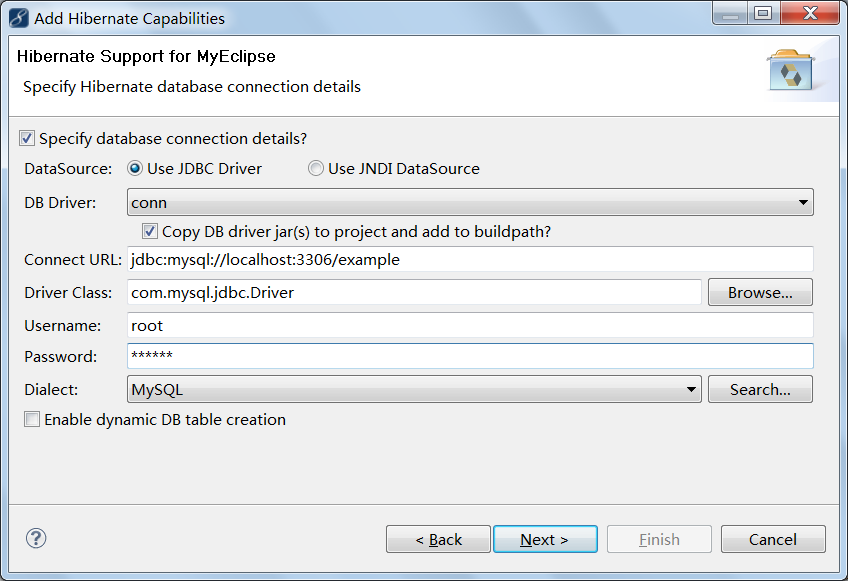 Add Hibernate Capabilities
Hibernate Support for MyEclipse
Specify Hibernate database connection details
Specify database connection details?
DataSource: Use JDBC Driver Use JNDI DataSource
DB Driver: conn
Copy DB driver jar(s) to project and add to buildpath?
Connect URL: jdbc:mysql://localhost:3306/example
Driver Class: com.mysql.jdbc.Driver Browse...
Username: root
Password: ******
Dialect: MySQL Search...
Enable dynamic DB table creation
? < Back Next > Finish Cancel